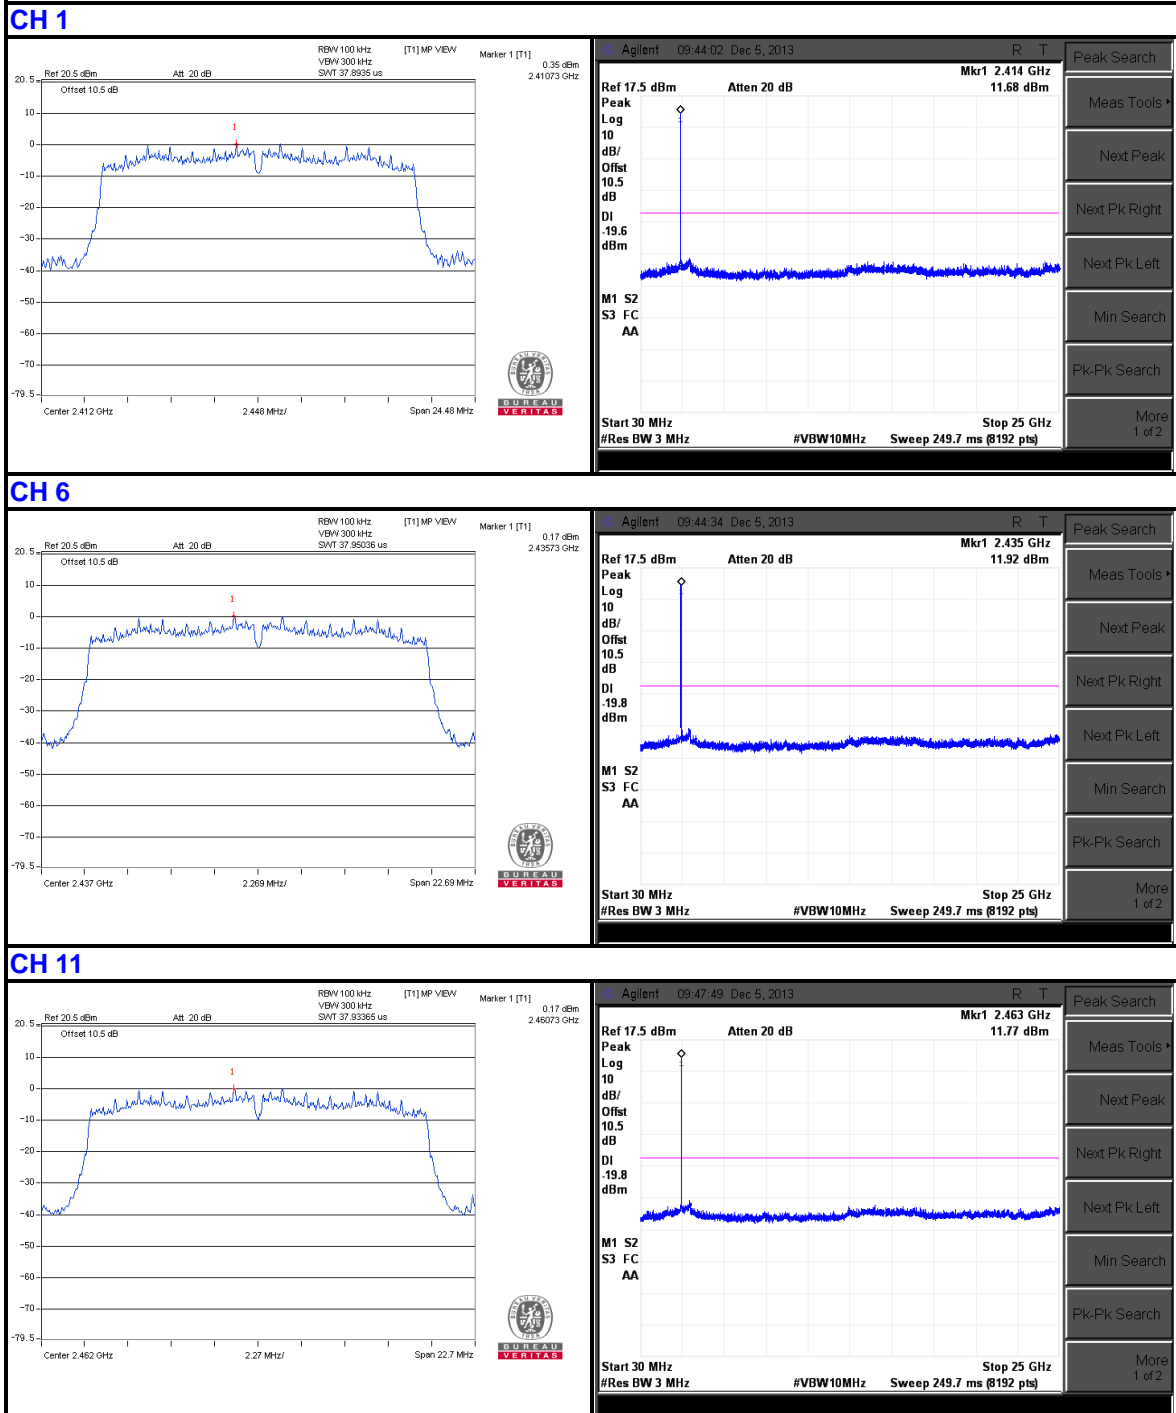 CH 1
RBW 100 kHz [T1] MP VIEW Marker 1 [T1]
VBW 300 kHz 0.35 dBm
Ref 20.5 dBm Att 20 dB SWT 37.8935 us 2.41073 GHz
20.5
Offset 10.5 dB
10
1
0
-10
-20
-30
-40
-50
-60
-70
-79.5
Center 2.412 GHz 2.448 MHz/ Span 24.48 MHz
BUREAU VERITAS
1828
BUREAU
VERITAS
Agilent 09:44:02 Dec 5, 2013 R T
Mkr1 2.414 GHz
Ref 17.5 dBm Atten 20 dB 11.68 dBm
Peak
Log
10
dB/
Offst
10.5
dB
DI
-19.6
dBm
M1 S2
S3 FC
AA
Start 30 MHz Stop 25 GHz
#Res BW 3 MHz #VBW10MHz Sweep 249.7 ms (8192 pts)
Peak Search
Meas Tools
Next Peak
Next Pk Right
Next Pk Left
Min Search
Pk-Pk Search
More
1 of 2
CH 6
RBW 100 kHz [T1] MP VIEW Marker 1 [T1]
VBW 300 kHz 0.17 dBm
Ref 20.5 dBm Att 20 dB SWT 37.95036 us 2.43573 GHz
20.5
Offset 10.5 dB
10
1
0
-10
-20
-30
-40
-50
-60
-70
-79.5
Center 2.437 GHz 2.269 MHz/ Span 22.69 MHz
BUREAU VERITAS
1828
BUREAU
VERITAS
Agilent 09:44:34 Dec 5, 2013 R T
Mkr1 2.435 GHz
Ref 17.5 dBm Atten 20 dB 11.92 dBm
Peak
Log
10
dB/
Offst
10.5
dB
DI
-19.8
dBm
M1 S2
S3 FC
AA
Start 30 MHz Stop 25 GHz
#Res BW 3 MHz #VBW10MHz Sweep 249.7 ms (8192 pts)
Peak Search
Meas Tools
Next Peak
Next Pk Right
Next Pk Left
Min Search
Pk-Pk Search
More
1 of 2
CH 11
RBW 100 kHz [T1] MP VIEW Marker 1 [T1]
VBW 300 kHz 0.17 dBm
Ref 20.5 dBm Att 20 dB SWT 37.93365 us 2.46073 GHz
20.5
Offset 10.5 dB
10
1
0
-10
-20
-30
-40
-50
-60
-70
-79.5
Center 2.462 GHz 2.27 MHz/ Span 22.7 MHz
BUREAU VERITAS
1828
BUREAU
VERITAS
Agilent 09:47:49 Dec 5, 2013 R T
Mkr1 2.463 GHz
Ref 17.5 dBm Atten 20 dB 11.77 dBm
Peak
Log
10
dB/
Offst
10.5
dB
DI
-19.8
dBm
M1 S2
S3 FC
AA
Start 30 MHz Stop 25 GHz
#Res BW 3 MHz #VBW10MHz Sweep 249.7 ms (8192 pts)
Peak Search
Meas Tools
Next Peak
Next Pk Right
Next Pk Left
Min Search
Pk-Pk Search
More
1 of 2